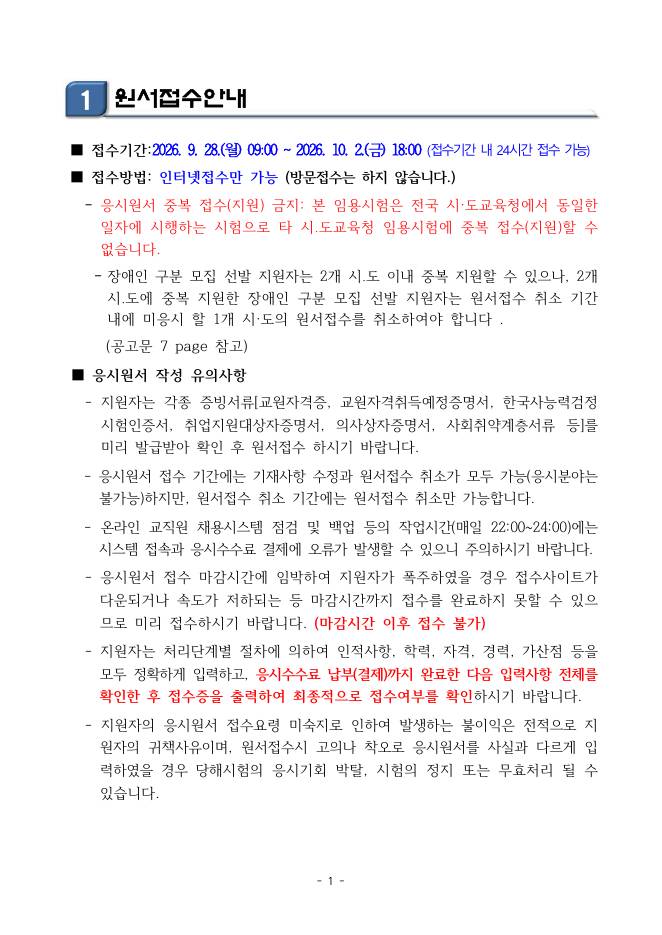 1 원서접수안내
■ 접수기간:2026. 9. 28.(월) 09:00 ~ 2026. 10. 2.(금) 18:00 (접수기간 내 24시간 접수 가능)
■ 접수방법: 인터넷접수만 가능 (방문접수는 하지 않습니다.)
- 응시원서 중복 접수(지원) 금지: 본 임용시험은 전국 시·도교육청에서 동일한
일자에 시행하는 시험으로 타 시.도교육청 임용시험에 중복 접수(지원)할 수
없습니다.
- 장애인 구분 모집 선발 지원자는 2개 시.도 이내 중복 지원할 수 있으나, 2개
시.도에 중복 지원한 장애인 구분 모집 선발 지원자는 원서접수 취소 기간
내에 미응시 할 1개 시·도의 원서접수를 취소하여야 합니다 .
(공고문 7 page 참고)
■ 응시원서 작성 유의사항
- 지원자는 각종 증빙서류[교원자격증, 교원자격취득예정증명서, 한국사능력검정
시험인증서, 취업지원대상자증명서, 의사상자증명서, 사회취약계층서류 등]를
미리 발급받아 확인 후 원서접수 하시기 바랍니다.
- 응시원서 접수 기간에는 기재사항 수정과 원서접수 취소가 모두 가능(응시분야는
불가능)하지만, 원서접수 취소 기간에는 원서접수 취소만 가능합니다.
- 온라인 교직원 채용시스템 점검 및 백업 등의 작업시간(매일 22:00~24:00)에는
시스템 접속과 응시수수료 결제에 오류가 발생할 수 있으니 주의하시기 바랍니다.
- 응시원서 접수 마감시간에 임박하여 지원자가 폭주하였을 경우 접수사이트가
다운되거나 속도가 저하되는 등 마감시간까지 접수를 완료하지 못할 수 있으
므로 미리 접수하시기 바랍니다. (마감시간 이후 접수 불가)
- 지원자는 처리단계별 절차에 의하여 인적사항, 학력, 자격, 경력, 가산점 등을
모두 정확하게 입력하고, 응시수수료 납부(결제)까지 완료한 다음 입력사항 전체를
확인한 후 접수증을 출력하여 최종적으로 접수여부를 확인하시기 바랍니다.
- 지원자의 응시원서 접수요령 미숙지로 인하여 발생하는 불이익은 전적으로 지
원자의 귀책사유이며, 원서접수시 고의나 착오로 응시원서를 사실과 다르게 입
력하였을 경우 당해시험의 응시기회 박탈, 시험의 정지 또는 무효처리 될 수
있습니다.
- 1 -